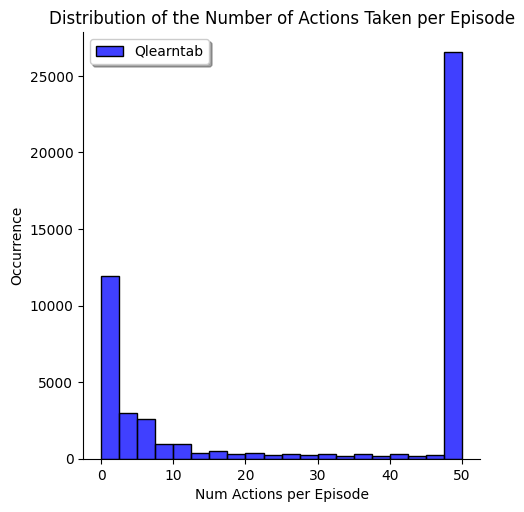 Distribution of the Number of Actions Taken per Episode
Qlearntab
25000
20000
15000
10000
5000
0
Occurrence
0 10 20 30 40 50
Num Actions per Episode